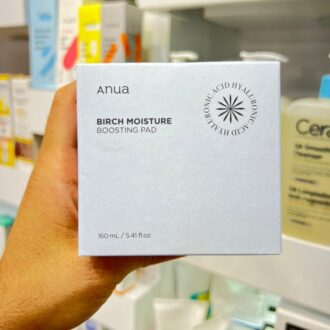 Anua
HYALURONIC ACID HYALURONIC ACID
BIRCH MOISTURE
BOOSTING PAD
160 mL / 5.41 fl.oz.
Cera